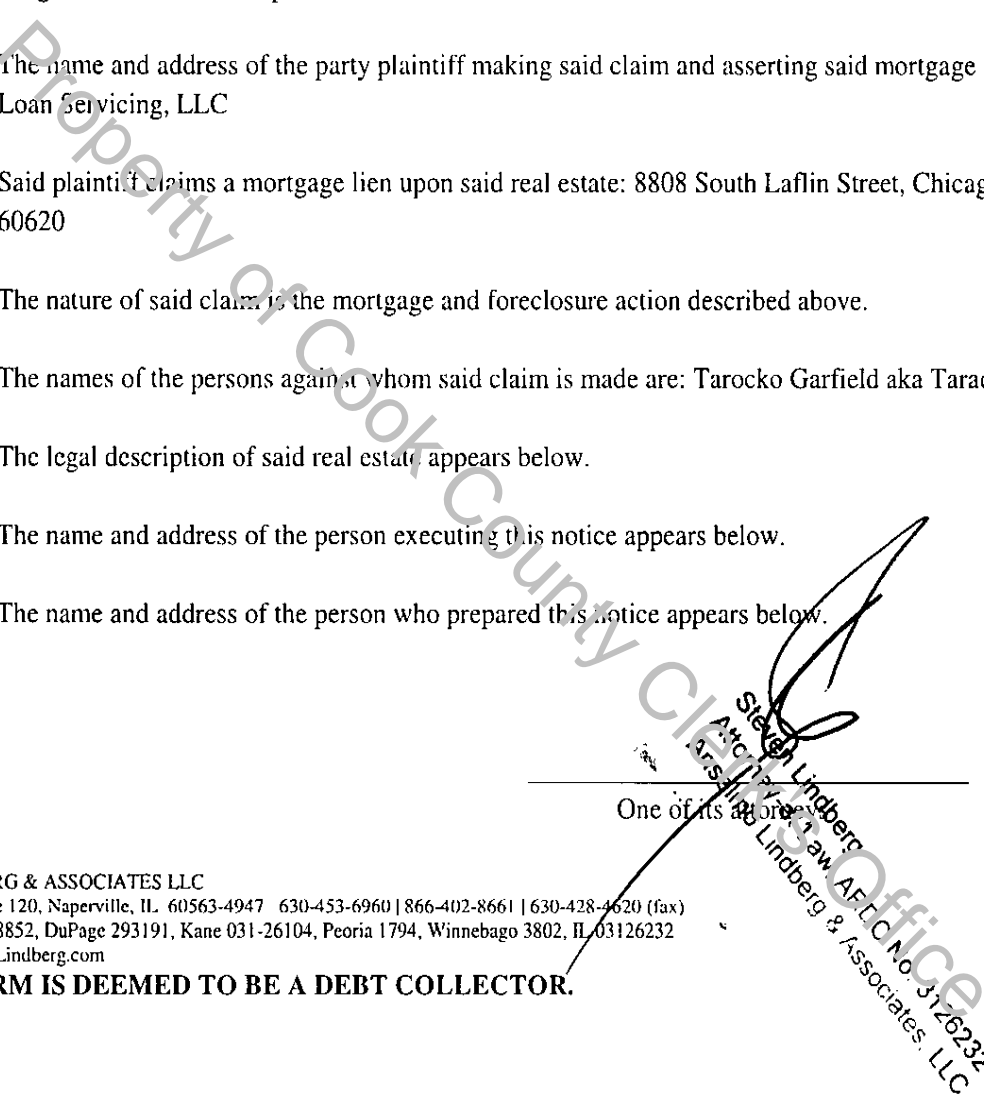 The name and address of the party plaintiff making said claim and asserting said mortgage
Loan Servicing, LLC
Said plaintiff claims a mortgage lien upon said real estate: 8808 South Laflin Street, Chicag
60620
The nature of said claim is the mortgage and foreclosure action described above.
The names of the persons against whom said claim is made are: Tarocko Garfield aka Tarac
The legal description of said real estate appears below.
The name and address of the person executing this notice appears below.
The name and address of the person who prepared this notice appears below.
One of its attorneys
Steven Lindberg
Attorney-at-Law ARDC No. 3126232
Anselmo Lindberg & Associates, LLC
RG & ASSOCIATES LLC
e 120, Naperville, IL 60563-4947 630-453-6960 | 866-402-8661 | 630-428-4620 (fax)
8852, DuPage 293191, Kane 031-26104, Peoria 1794, Winnebago 3802, IL 03126232
Lindberg.com
RM IS DEEMED TO BE A DEBT COLLECTOR.
Property of Cook County Clerk's Office